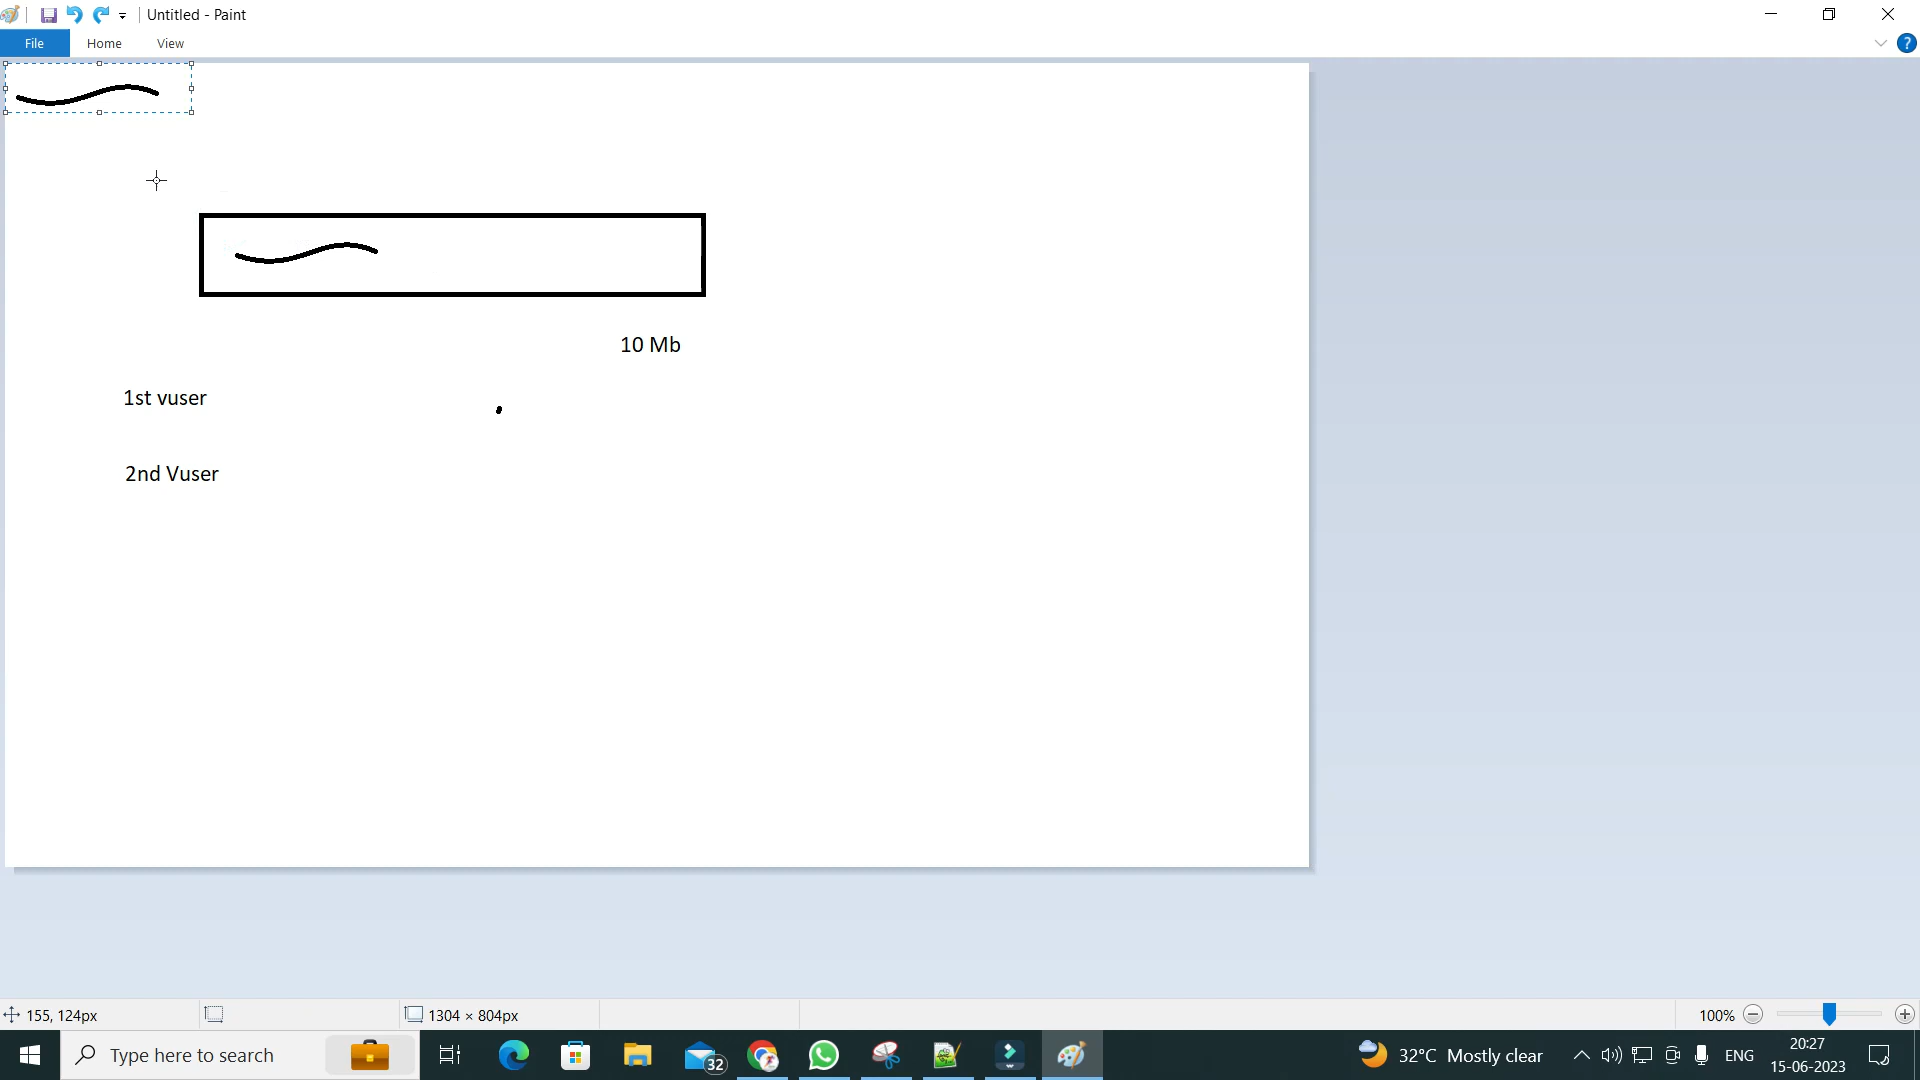 Untitled - Paint
File Home View
10 Mb
1st vuser
2nd Vuser
155, 124px
1304 × 804px
100%
Type here to search
32
32°C Mostly clear
ENG
20:27
15-06-2023